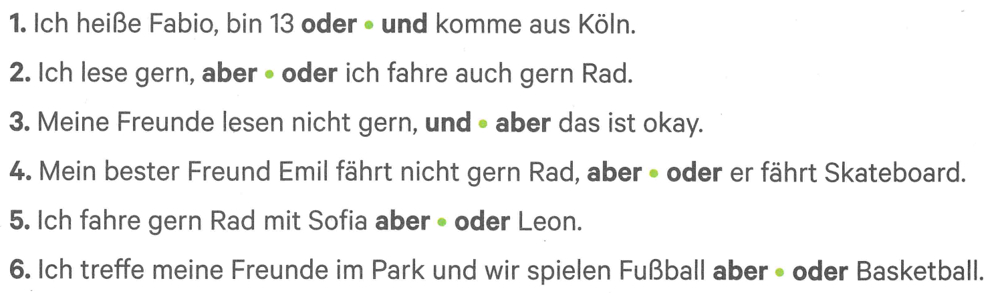 1. Ich heiße Fabio, bin 13 oder • und komme aus Köln.
2. Ich lese gern, aber • oder ich fahre auch gern Rad.
3. Meine Freunde lesen nicht gern, und • aber das ist okay.
4. Mein bester Freund Emil fährt nicht gern Rad, aber • oder er fährt Skateboard.
5. Ich fahre gern Rad mit Sofia aber • oder Leon.
6. Ich treffe meine Freunde im Park und wir spielen Fußball aber • oder Basketball.